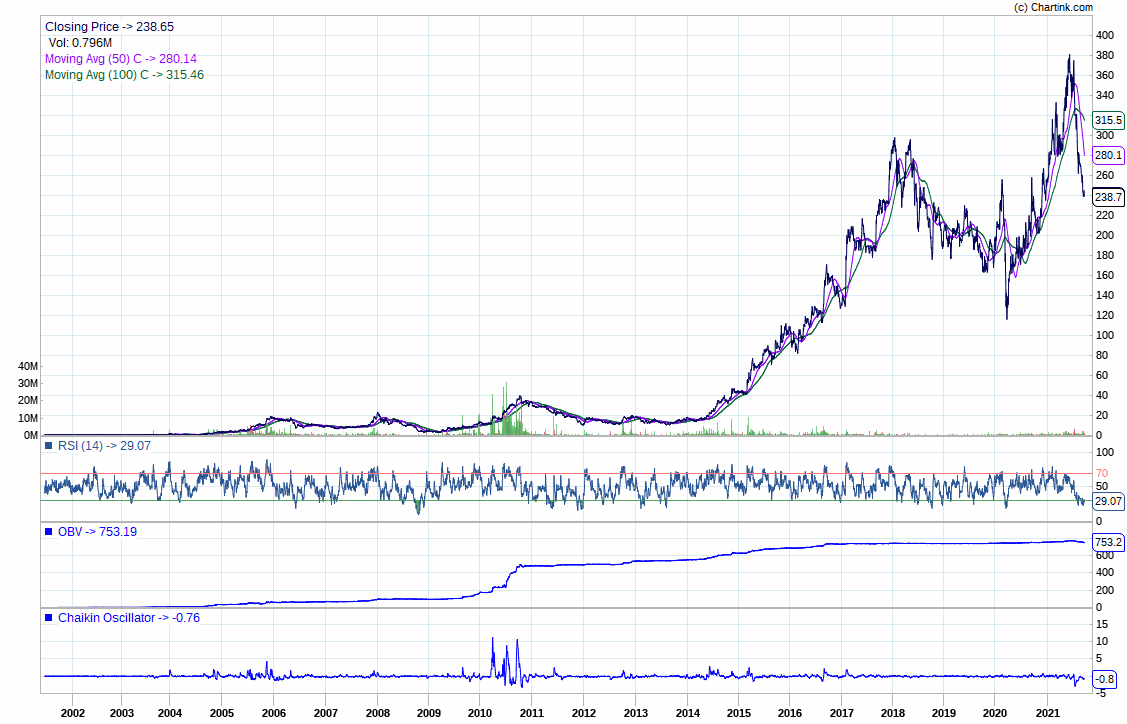 (c) Chartink.com
Closing Price -> 238.65
Vol: 0.796M
Moving Avg (50) C -> 280.14
Moving Avg (100) C -> 315.46
400
380
360
340
315.5
300
280.1
260
238.7
220
200
180
160
140
120
100
80
60
40
20
0
40M
30M
20M
10M
0M
RSI (14) -> 29.07
100
70
50
29.07
0
OBV -> 753.19
753.2
600
400
200
0
Chaikin Oscillator -> -0.76
15
10
5
-0.8
-5
2002 2003 2004 2005 2006 2007 2008 2009 2010 2011 2012 2013 2014 2015 2016 2017 2018 2019 2020 2021